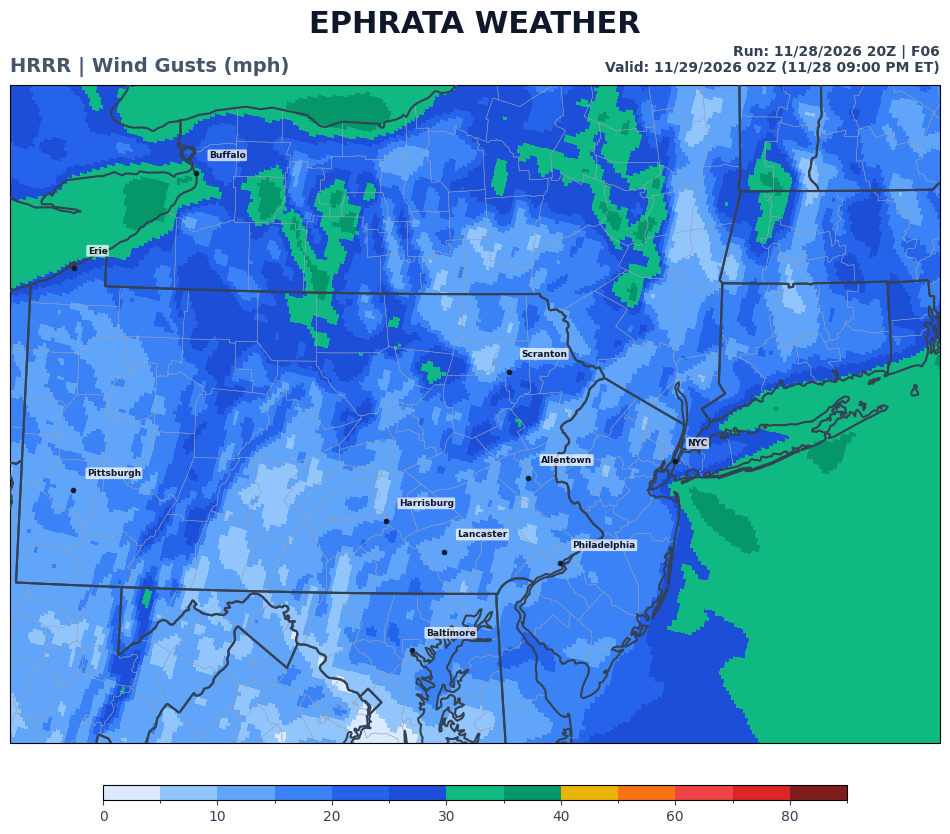 EPHRATA WEATHER
HRRR | Wind Gusts (mph)
Run: 11/28/2026 20Z | F06
Valid: 11/29/2026 02Z (11/28 09:00 PM ET)
Buffalo
Erie
Scranton
NYC
Allentown
Pittsburgh
Harrisburg
Lancaster
Philadelphia
Baltimore
0 10 20 30 40 50 60 70 80